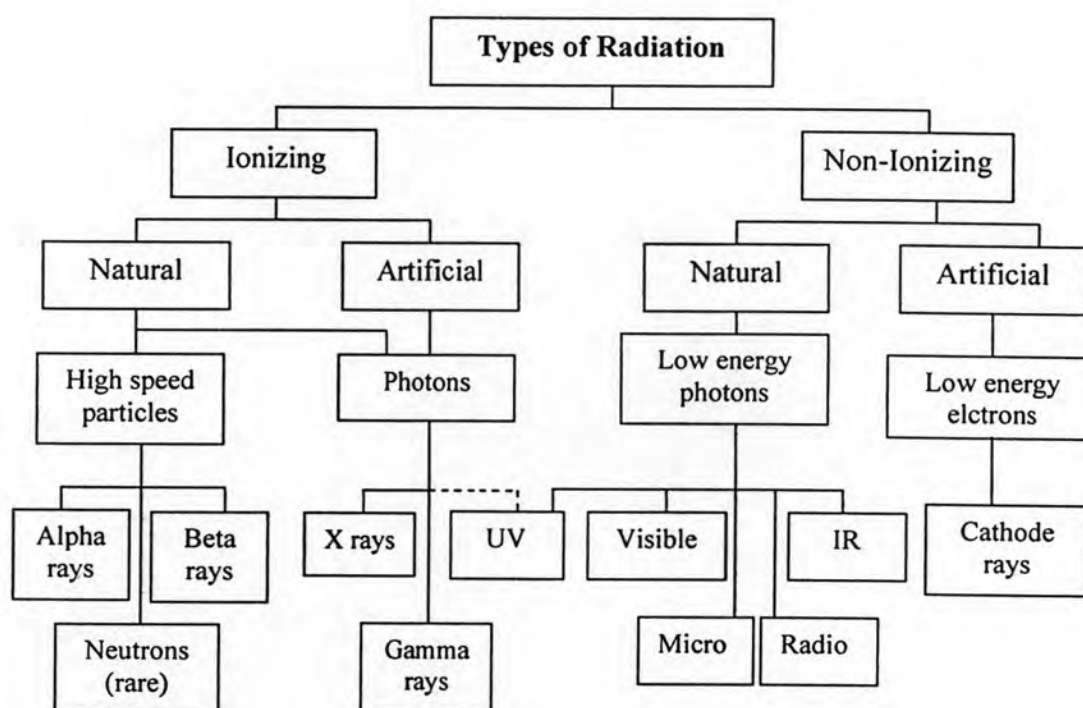 Types of Radiation
Ionizing
Non-Ionizing
Natural
Artificial
Natural
Artificial
High speed
particles
Photons
Low energy
photons
Low energy
elctrons
Alpha
rays
Beta
rays
X rays
UV
Visible
IR
Cathode
rays
Neutrons
(rare)
Gamma
rays
Micro
Radio